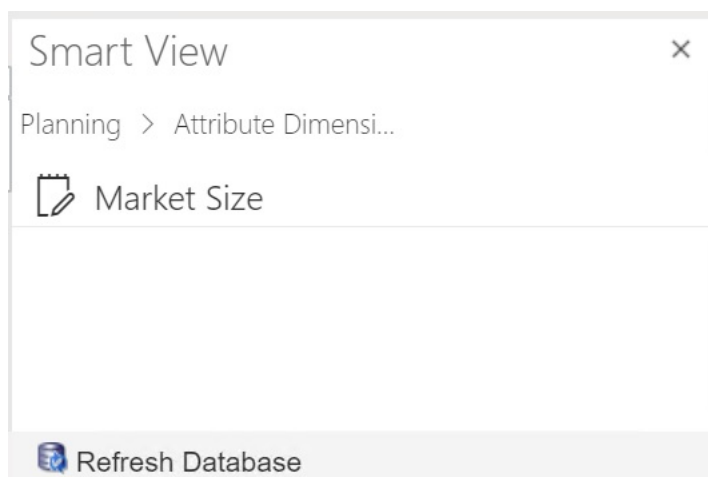 Smart View
Planning > Attribute Dimensi...
Market Size
Refresh Database